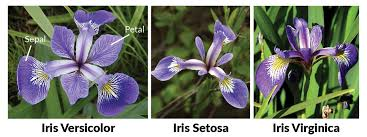 Sepal
Petal
Iris Versicolor
Iris Setosa
Iris Virginica